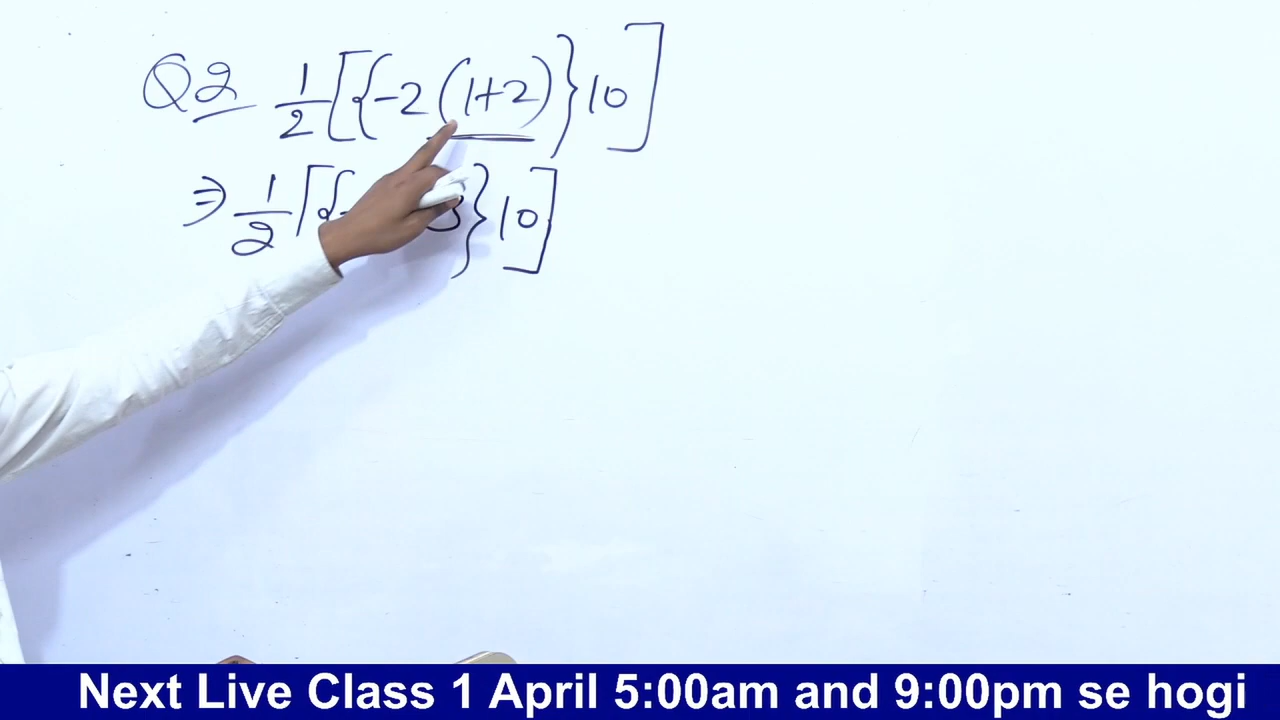 Q2 1/2[{-2(1+2)}10]
⇒ 1/2[{- 3}10]
Next Live Class 1 April 5:00am and 9:00pm se hogi